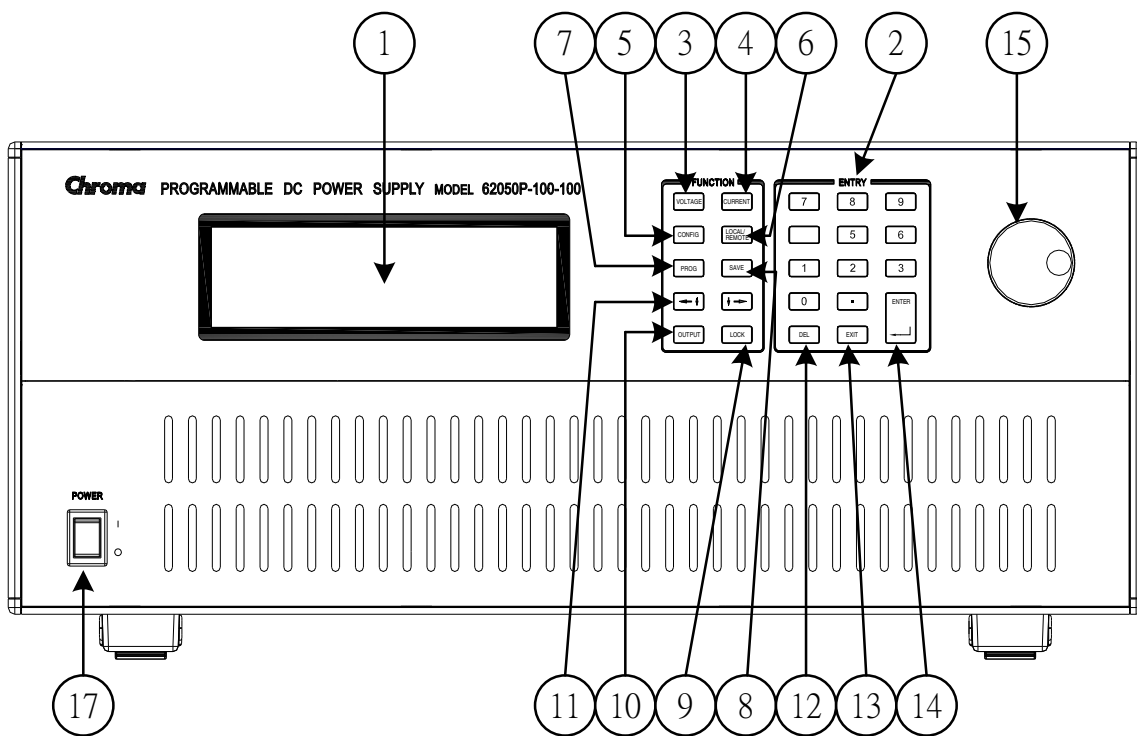 1 7 5 3 4 6 2 15
Chroma PROGRAMMABLE DC POWER SUPPLY MODEL 62050P-100-100
FUNCTION ENTRY
VOLTAGE CURRENT 7 8 9
CONFIG LOCAL/ 5 6
REMOTE
PROG SAVE 1 2 3
0 . ENTER
OUTPUT LOCK DEL EXIT
POWER
I
O
17 11 10 9 8 12 13 14